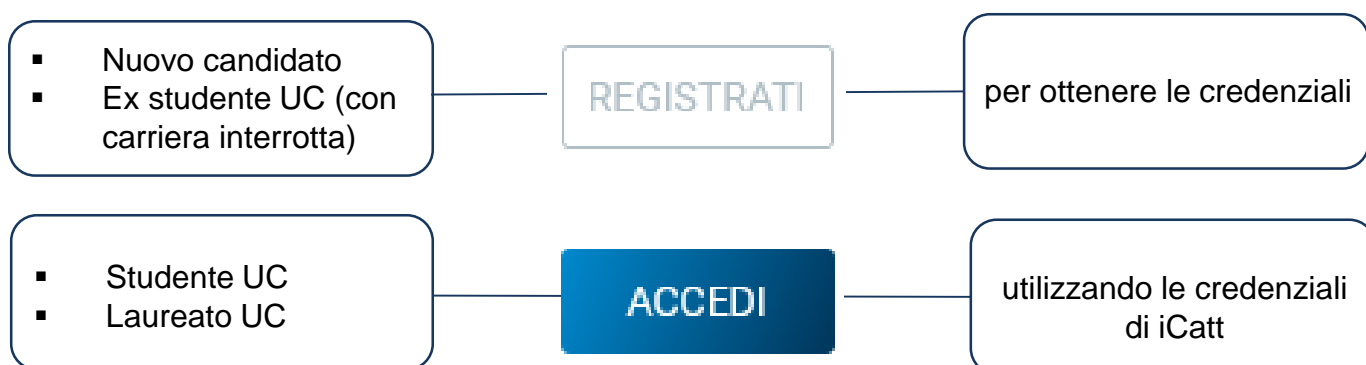 ▪ Nuovo candidato
▪ Ex studente UC (con
carriera interrotta)
REGISTRATI
per ottenere le credenziali
▪ Studente UC
▪ Laureato UC
ACCEDI
utilizzando le credenziali
di iCatt